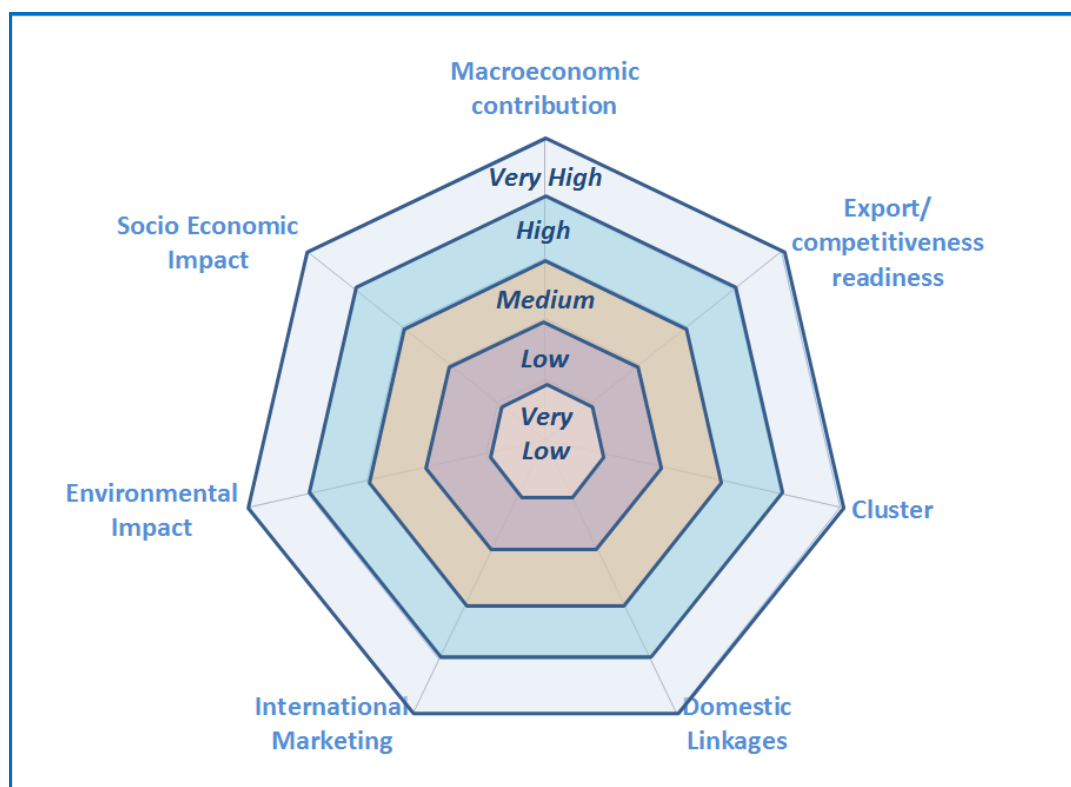 Macroeconomic
contribution
Very High
Socio Economic
Impact
Export/
competitiveness
readiness
High
Medium
Low
Very
Low
Environmental
Impact
Cluster
International
Marketing
Domestic
Linkages